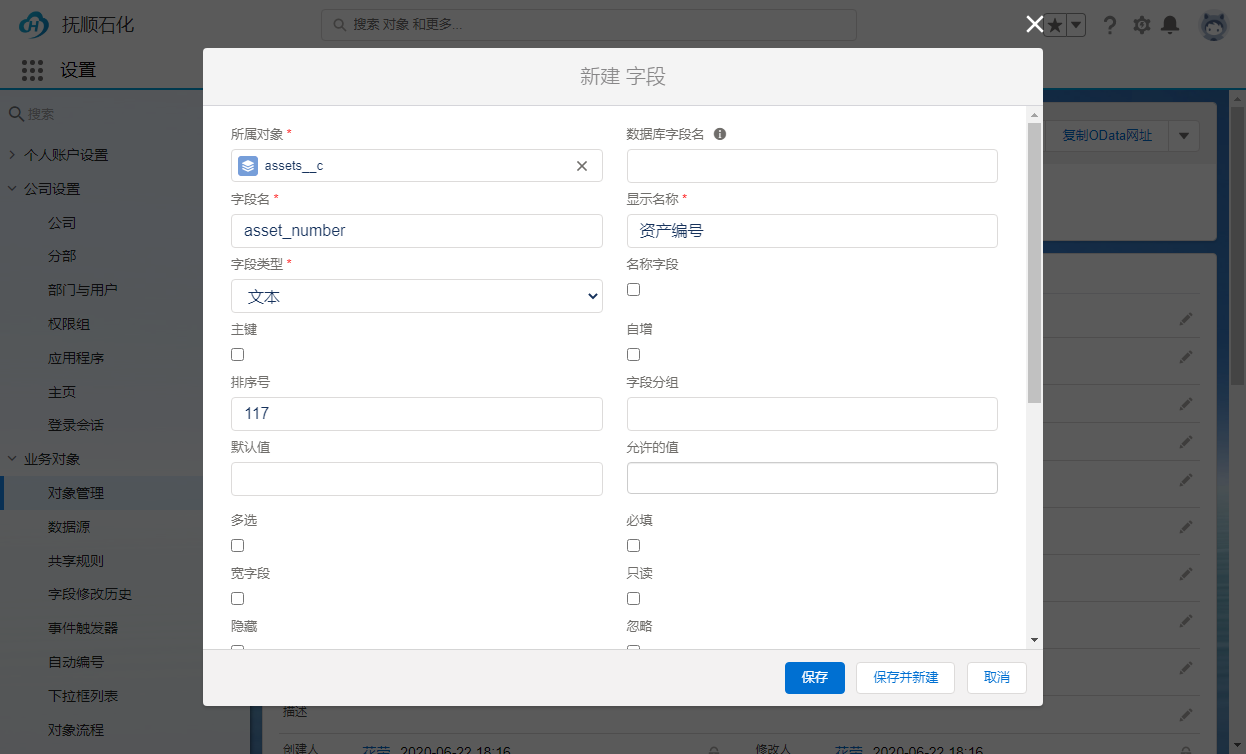 抚顺石化
搜索 对象 和更多...
设置
新建 字段
搜索
个人账户设置
公司设置
公司
分部
部门与用户
权限组
应用程序
主页
登录会话
业务对象
对象管理
数据源
共享规则
字段修改历史
事件触发器
自动编号
下拉框列表
对象流程
复制OData网址
所属对象 *
数据库字段名
assets__c
字段名 *
显示名称 *
asset_number
资产编号
字段类型 *
名称字段
文本
主键
自增
排序号
字段分组
117
默认值
允许的值
多选
必填
宽字段
只读
隐藏
忽略
保存
保存并新建
取消
描述
创建人
花蕾 2020-06-22 18:16
修改人
花蕾 2020-06-22 18:16